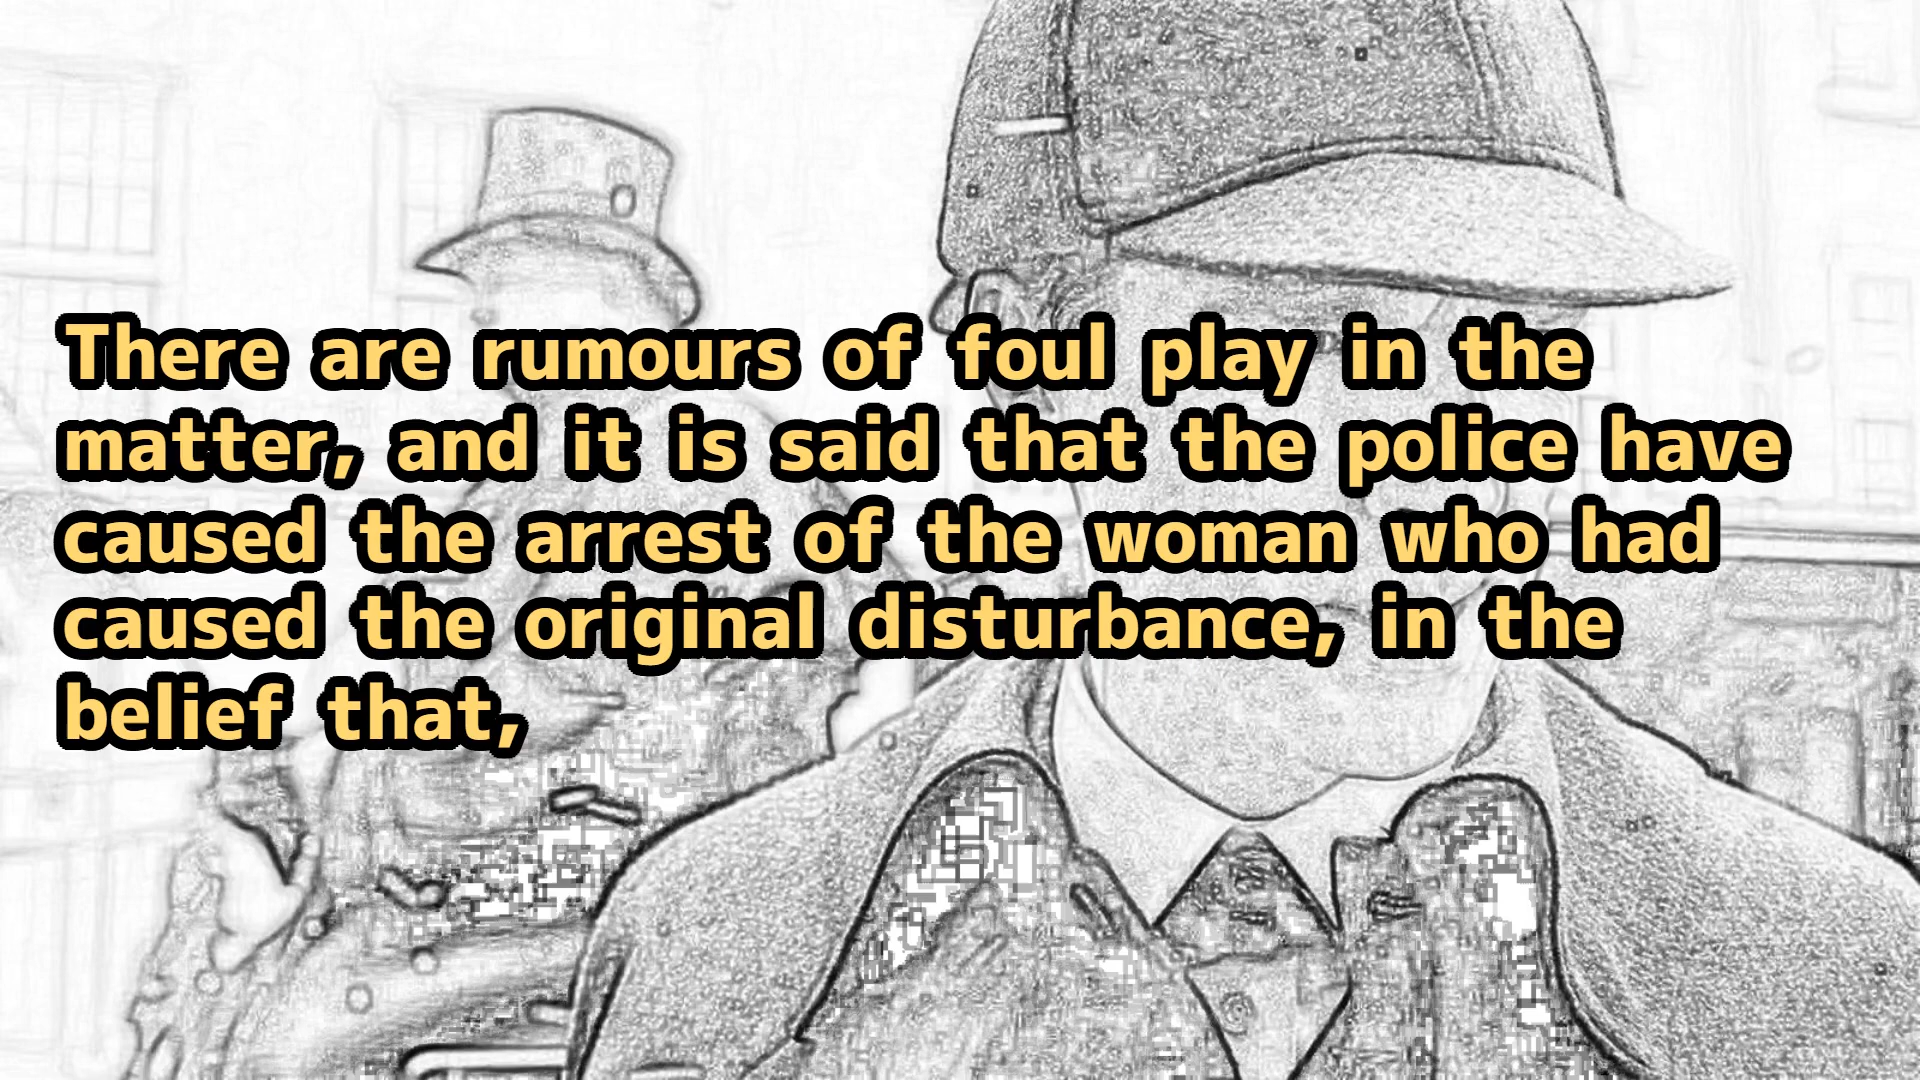 There are rumours of foul play in the
matter, and it is said that the police have
caused the arrest of the woman who had
caused the original disturbance, in the
belief that,